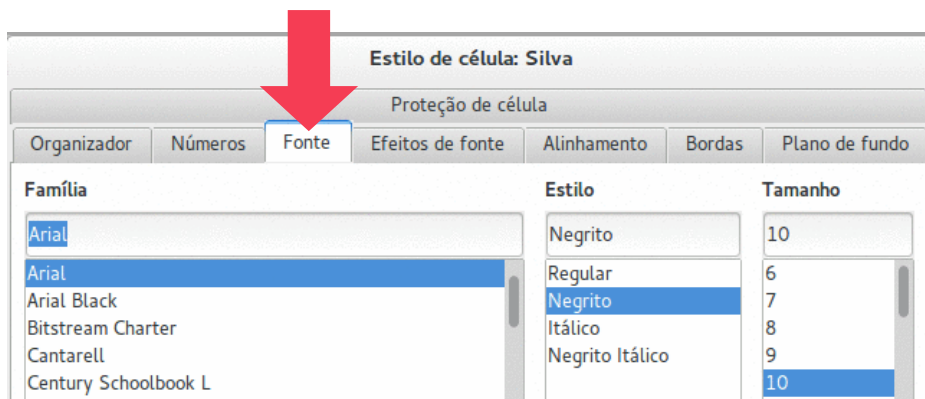 Estilo de célula: Silva
Proteção de célula
Organizador Números Fonte Efeitos de fonte Alinhamento Bordas Plano de fundo
Família Estilo Tamanho
Arial Negrito 10
Arial Regular 6
Arial Black Negrito 7
Bitstream Charter Itálico 8
Cantarell Negrito Itálico 9
Century Schoolbook L 10